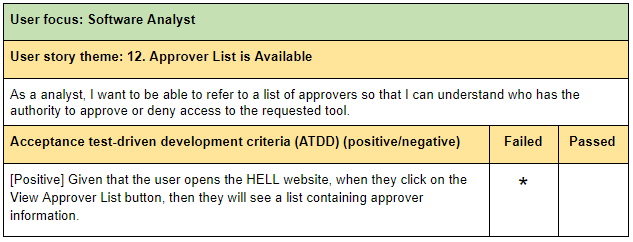 User focus: Software Analyst
User story theme: 12. Approver List is Available
As a analyst, I want to be able to refer to a list of approvers so that I can understand who has the
authority to approve or deny access to the requested tool.
Acceptance test-driven development criteria (ATDD) (positive/negative) Failed Passed
[Positive] Given that the user opens the HELL website, when they click on the *
View Approver List button, then they will see a list containing approver
information.